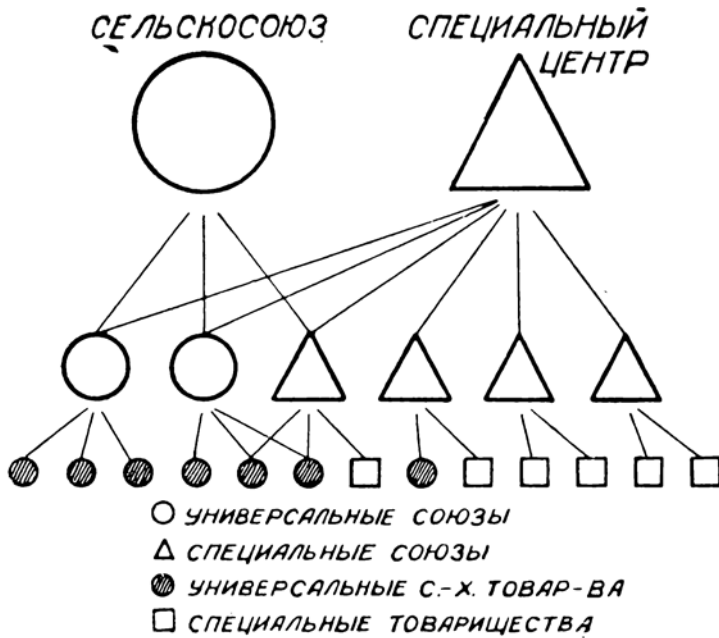 СЕЛЬСКОСОЮЗ
СПЕЦИАЛЬНЫЙ
ЦЕНТР
УНИВЕРСАЛЬНЫЕ СОЮЗЫ
СПЕЦИАЛЬНЫЕ СОЮЗЫ
УНИВЕРСАЛЬНЫЕ С.-Х. ТОВАР-ВА
СПЕЦИАЛЬНЫЕ ТОВАРИЩЕСТВА